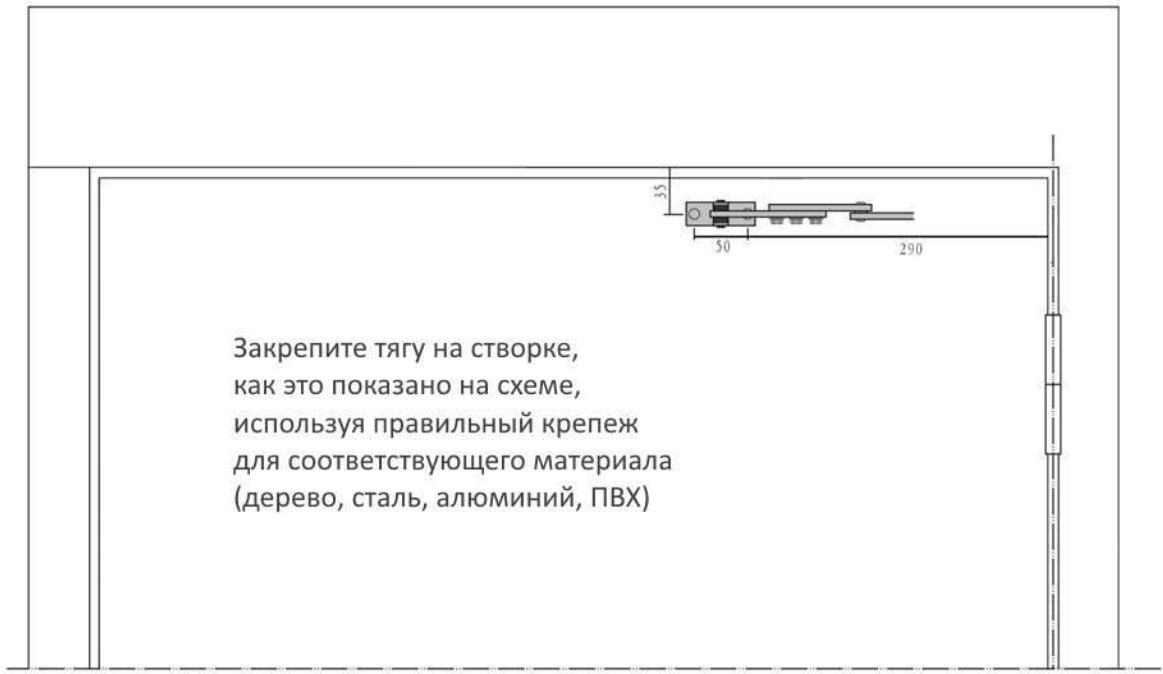 35
50
290
Закрепите тягу на створке,
как это показано на схеме,
используя правильный крепеж
для соответствующего материала
(дерево, сталь, алюминий, ПВХ)